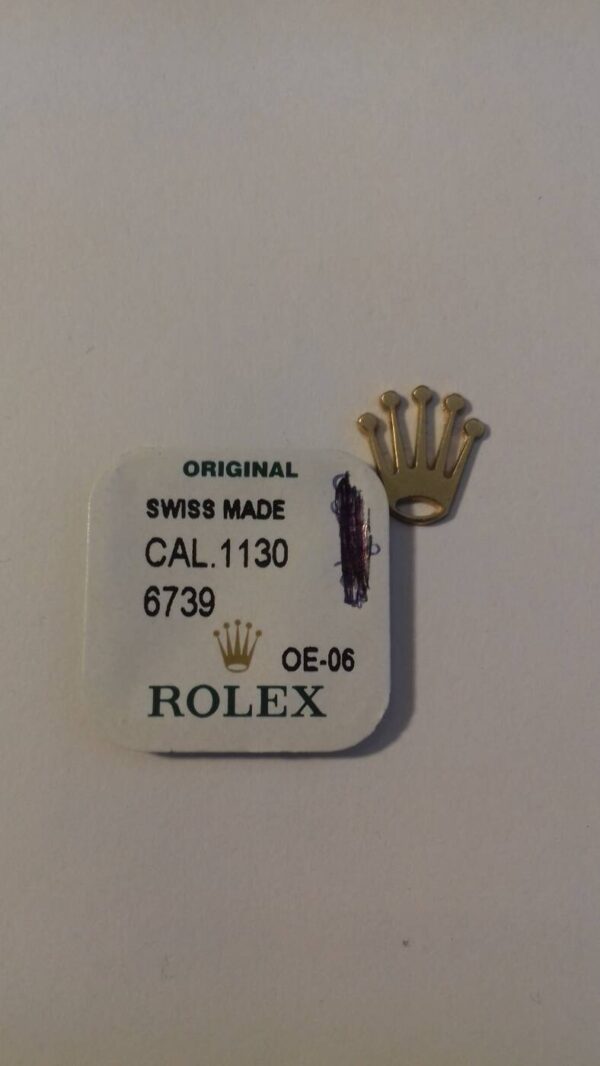 ORIGINAL
SWISS MADE
CAL.1130
6739
OE-06
ROLEX